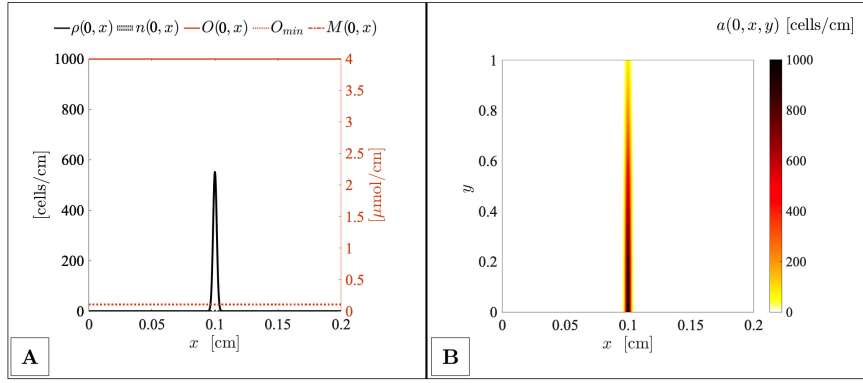 ρ(0, x) n(0, x) O(0, x) O_min M(0, x)
1000
800
600
400
200
0
[cells/cm]
4
3.5
3
2.5
2
1.5
1
0.5
0
[μmol/cm]
0 0.05 0.1 0.15 0.2
x [cm]
A
a(0, x, y) [cells/cm]
1
0.8
0.6
0.4
0.2
0
y
0 0.05 0.1 0.15 0.2
x [cm]
1000
800
600
400
200
0
B